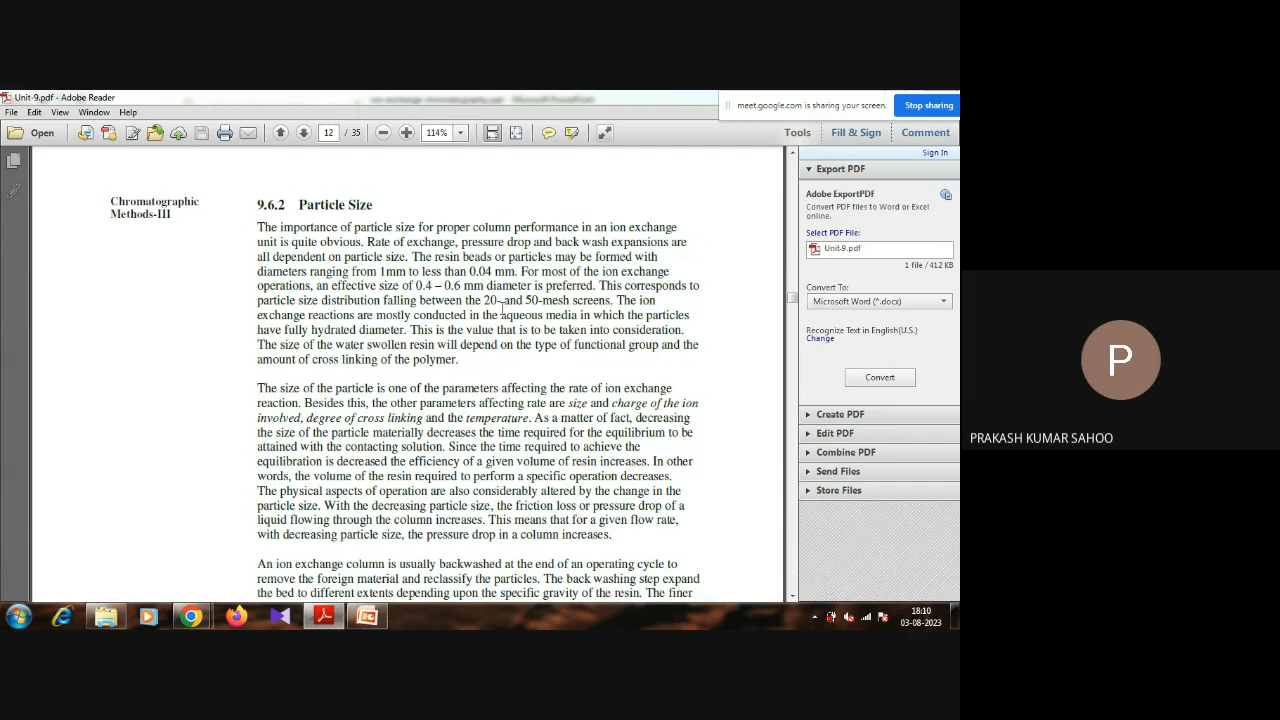 Unit-9.pdf - Adobe Reader
meet.google.com is sharing your screen.
Stop sharing
File Edit View Window Help
Open
12 / 35
114%
Tools
Fill & Sign
Comment
Sign In
Export PDF
Adobe ExportPDF
Convert PDF files to Word or Excel
online.
Select PDF File:
Unit-9.pdf
1 file / 412 KB
Convert To:
Microsoft Word (*.docx)
Recognize Text in English(U.S.)
Change
Convert
Create PDF
Edit PDF
Combine PDF
Send Files
Store Files
Chromatographic
Methods-III
9.6.2 Particle Size
The importance of particle size for proper column performance in an ion exchange
unit is quite obvious. Rate of exchange, pressure drop and back wash expansions are
all dependent on particle size. The resin beads or particles may be formed with
diameters ranging from 1mm to less than 0.04 mm. For most of the ion exchange
operations, an effective size of 0.4 – 0.6 mm diameter is preferred. This corresponds to
particle size distribution falling between the 20- and 50-mesh screens. The ion
exchange reactions are mostly conducted in the aqueous media in which the particles
have fully hydrated diameter. This is the value that is to be taken into consideration.
The size of the water swollen resin will depend on the type of functional group and the
amount of cross linking of the polymer.
The size of the particle is one of the parameters affecting the rate of ion exchange
reaction. Besides this, the other parameters affecting rate are size and charge of the ion
involved, degree of cross linking and the temperature. As a matter of fact, decreasing
the size of the particle materially decreases the time required for the equilibrium to be
attained with the contacting solution. Since the time required to achieve the
equilibration is decreased the efficiency of a given volume of resin increases. In other
words, the volume of the resin required to perform a specific operation decreases.
The physical aspects of operation are also considerably altered by the change in the
particle size. With the decreasing particle size, the friction loss or pressure drop of a
liquid flowing through the column increases. This means that for a given flow rate,
with decreasing particle size, the pressure drop in a column increases.
An ion exchange column is usually backwashed at the end of an operating cycle to
remove the foreign material and reclassify the particles. The back washing step expand
the bed to different extents depending upon the specific gravity of the resin. The finer
18:10
03-08-2023
P
PRAKASH KUMAR SAHOO